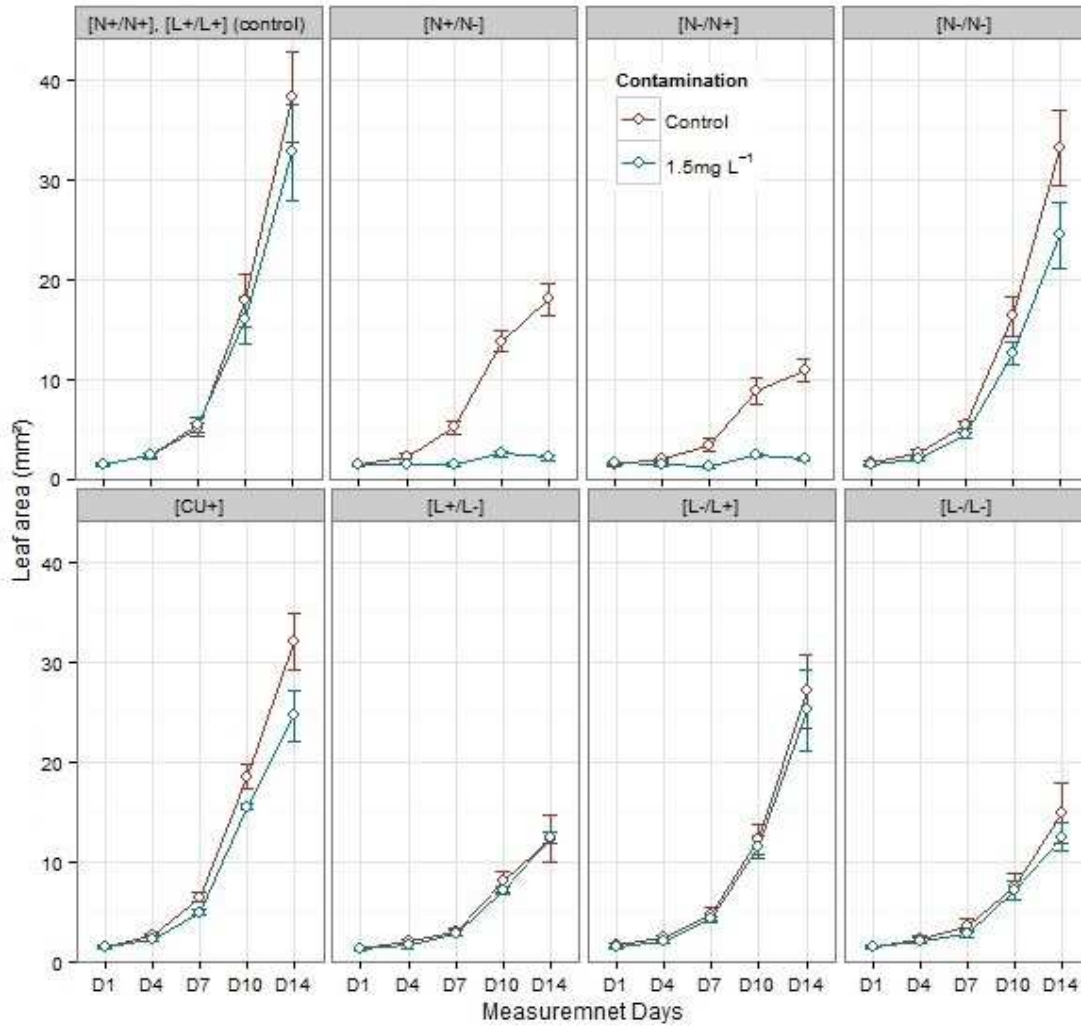 [N+/N+], [L+/L+] (control)
[N+/N-]
[N-/N+]
[N-/N-]
Contamination
Control
1.5mg L⁻¹
40
30
20
10
0
Leaf area (mm²)
[CU+]
[L+/L-]
[L-/L+]
[L-/L-]
40
30
20
10
0
D1 D4 D7 D10 D14
D1 D4 D7 D10 D14
D1 D4 D7 D10 D14
D1 D4 D7 D10 D14
Measuremnet Days